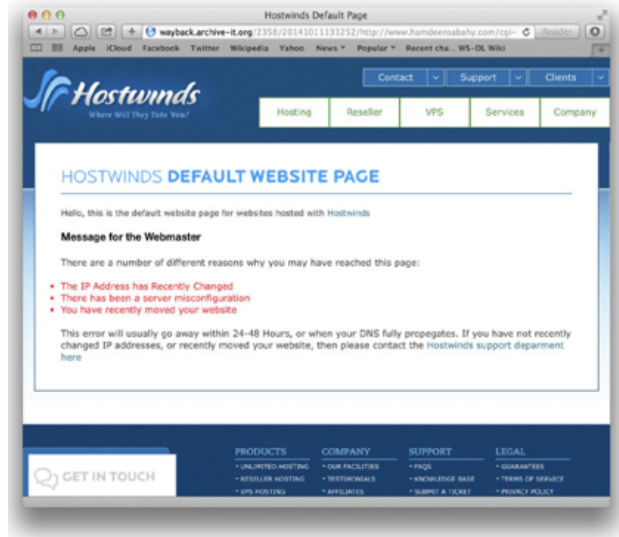 Hostwinds Default Page
wayback.archive-it.org/2358/20141011131252/http://www.hamdeensabahy.com/cgi- Reader
Apple iCloud Facebook Twitter Wikipedia Yahoo News Popular Recent cha... WS-DL Wiki
Contact Support Clients
Hostwinds
Where Will They Take You?
Hosting Reseller VPS Services Company
HOSTWINDS DEFAULT WEBSITE PAGE
Hello, this is the default website page for websites hosted with Hostwinds
Message for the Webmaster
There are a number of different reasons why you may have reached this page:
• The IP Address has Recently Changed
• There has been a server misconfiguration
• You have recently moved your website
This error will usually go away within 24-48 Hours, or when your DNS fully propegates. If you have not recently
changed IP addresses, or recently moved your website, then please contact the Hostwinds support deparment
here
PRODUCTS COMPANY SUPPORT LEGAL
GET IN TOUCH
- UNLIMITED HOSTING - OUR FACILITIES - FAQS - GUARANTEES
- RESELLER HOSTING - TESTIMONIALS - KNOWLEDGE BASE - TERMS OF SERVICE
- VPS HOSTING - AFFILIATES - SUBMIT A TICKET - PRIVACY POLICY